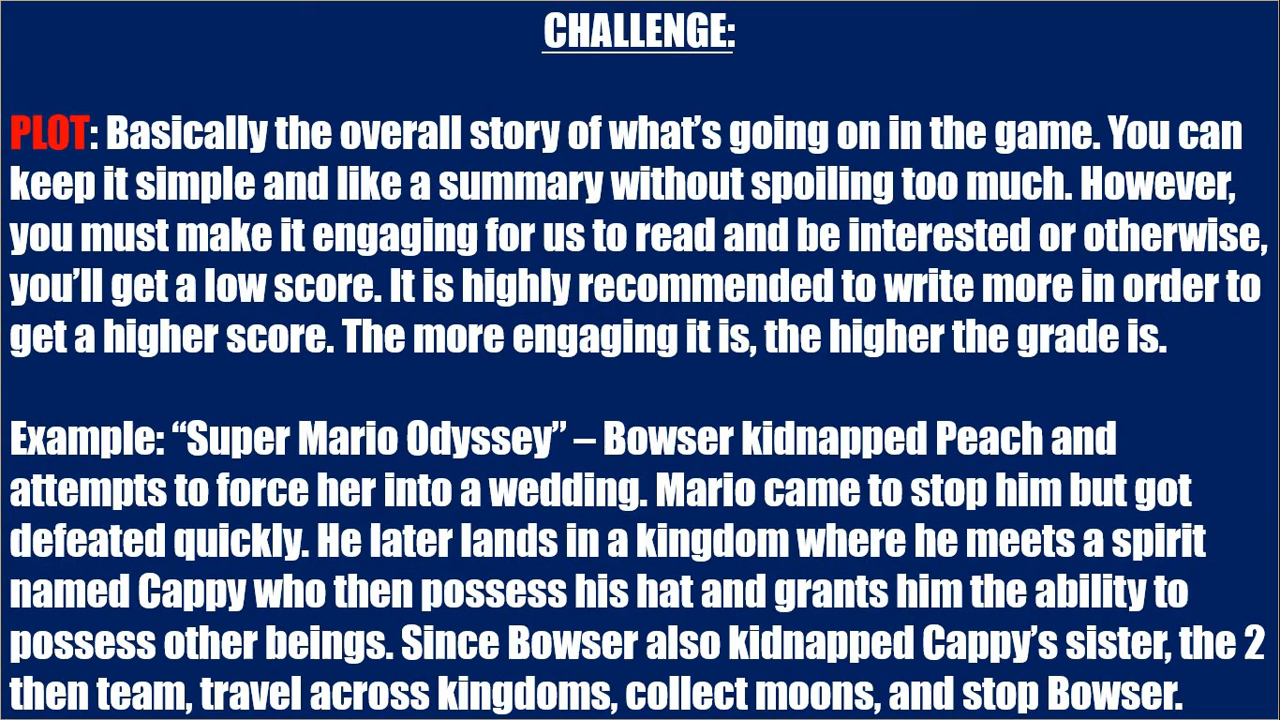 CHALLENGE:
PLOT: Basically the overall story of what’s going on in the game. You can
keep it simple and like a summary without spoiling too much. However,
you must make it engaging for us to read and be interested or otherwise,
you’ll get a low score. It is highly recommended to write more in order to
get a higher score. The more engaging it is, the higher the grade is.
Example: “Super Mario Odyssey” – Bowser kidnapped Peach and
attempts to force her into a wedding. Mario came to stop him but got
defeated quickly. He later lands in a kingdom where he meets a spirit
named Cappy who then possess his hat and grants him the ability to
possess other beings. Since Bowser also kidnapped Cappy’s sister, the 2
then team, travel across kingdoms, collect moons, and stop Bowser.